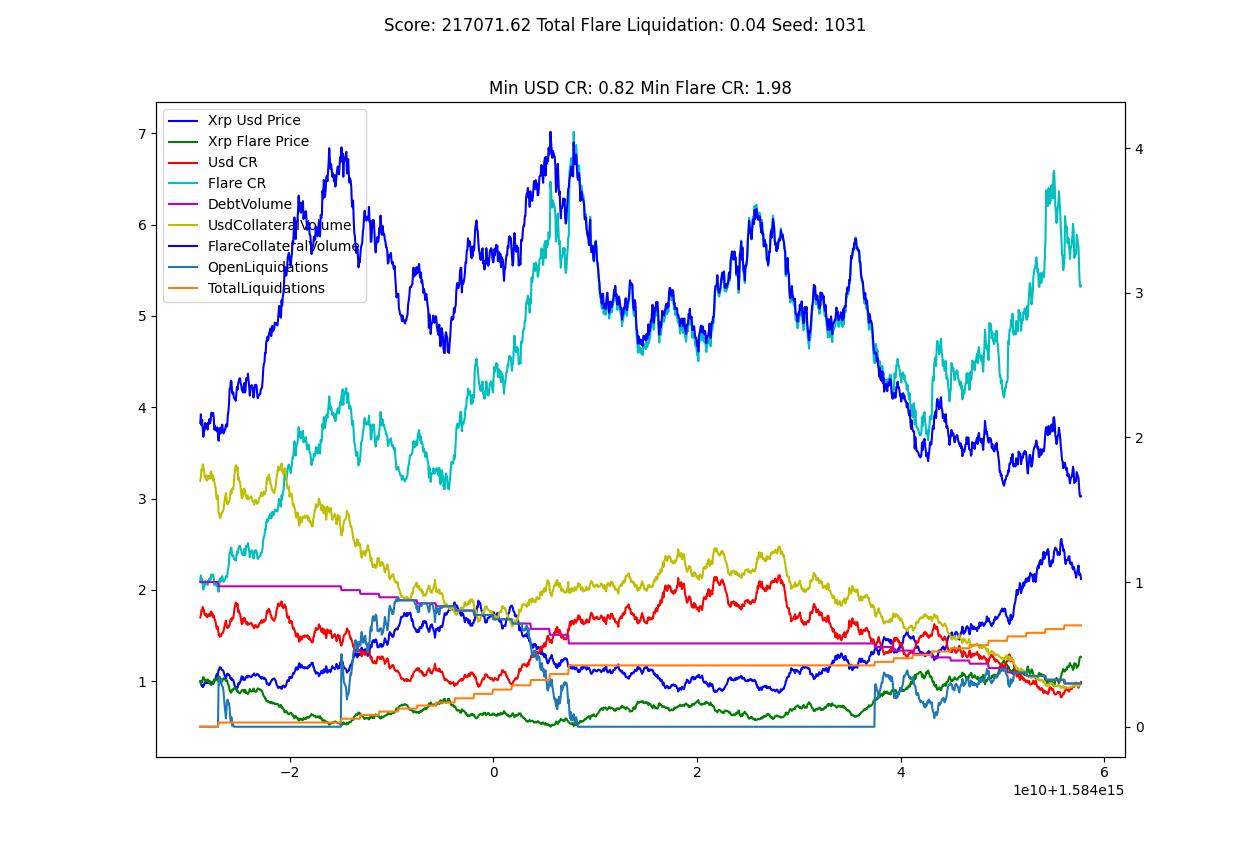 Score: 217071.62 Total Flare Liquidation: 0.04 Seed: 1031
Min USD CR: 0.82 Min Flare CR: 1.98
Xrp Usd Price
Xrp Flare Price
Usd CR
Flare CR
DebtVolume
UsdCollateralVolume
FlareCollateralVolume
OpenLiquidations
TotalLiquidations
7
6
5
4
3
2
1
4
3
2
1
0
−2
0
2
4
6
1e10+1.584e15